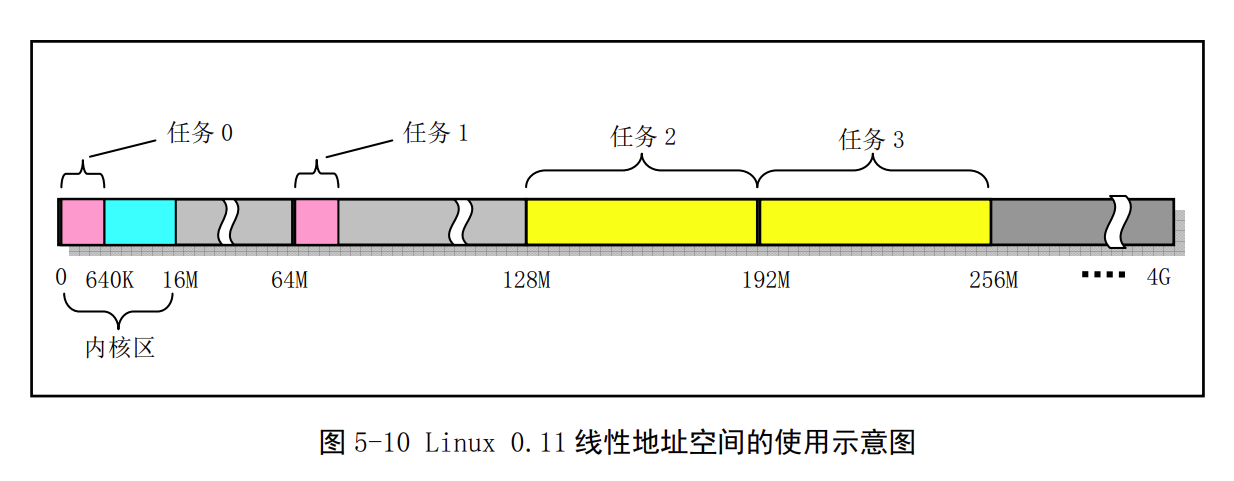 任务 0
任务 1
任务 2
任务 3
0 640K 16M 64M 128M 192M 256M 4G
内核区
图 5-10 Linux 0.11 线性地址空间的使用示意图